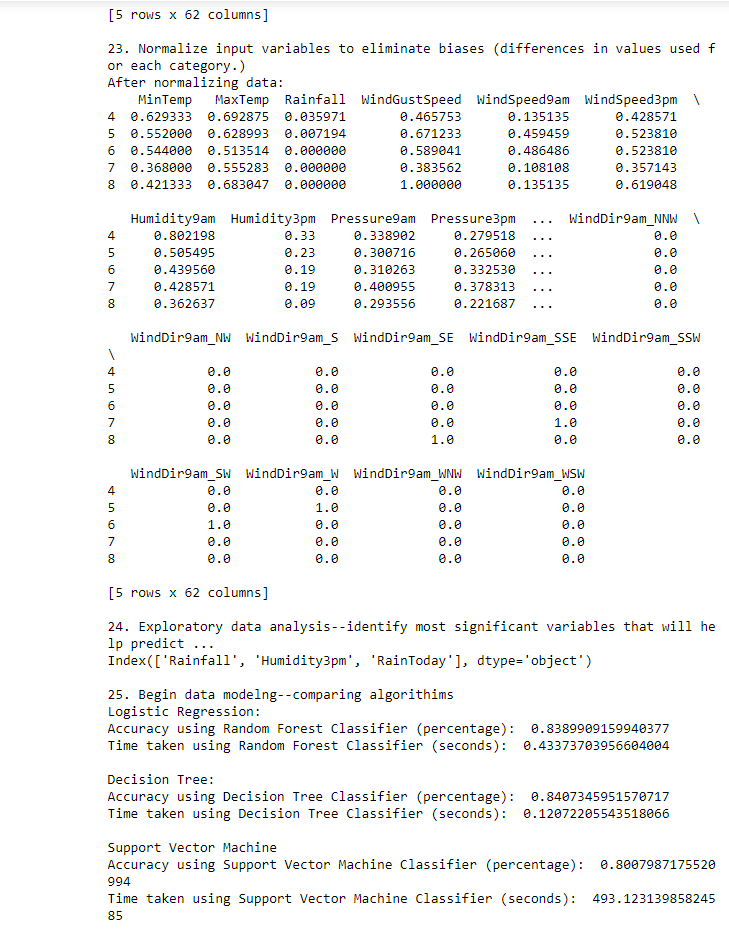 [5 rows x 62 columns]
23. Normalize input variables to eliminate biases (differences in values used f
or each category.)
After normalizing data:
MinTemp MaxTemp Rainfall WindGustSpeed WindSpeed9am WindSpeed3pm \
4 0.629333 0.692875 0.035971 0.465753 0.135135 0.428571
5 0.552000 0.628993 0.007194 0.671233 0.459459 0.523810
6 0.544000 0.513514 0.000000 0.589041 0.486486 0.523810
7 0.368000 0.555283 0.000000 0.383562 0.108108 0.357143
8 0.421333 0.683047 0.000000 1.000000 0.135135 0.619048
Humidity9am Humidity3pm Pressure9am Pressure3pm ... WindDir9am_NNW \
4 0.802198 0.33 0.338902 0.279518 ... 0.0
5 0.505495 0.23 0.300716 0.265060 ... 0.0
6 0.439560 0.19 0.310263 0.332530 ... 0.0
7 0.428571 0.19 0.400955 0.378313 ... 0.0
8 0.362637 0.09 0.293556 0.221687 ... 0.0
WindDir9am_NW WindDir9am_S WindDir9am_SE WindDir9am_SSE WindDir9am_SSW
\
4 0.0 0.0 0.0 0.0 0.0
5 0.0 0.0 0.0 0.0 0.0
6 0.0 0.0 0.0 0.0 0.0
7 0.0 0.0 0.0 1.0 0.0
8 0.0 0.0 1.0 0.0 0.0
WindDir9am_SW WindDir9am_W WindDir9am_WNW WindDir9am_WSW
4 0.0 0.0 0.0 0.0
5 0.0 1.0 0.0 0.0
6 1.0 0.0 0.0 0.0
7 0.0 0.0 0.0 0.0
8 0.0 0.0 0.0 0.0
[5 rows x 62 columns]
24. Exploratory data analysis--identify most significant variables that will he
lp predict ...
Index(['Rainfall', 'Humidity3pm', 'RainToday'], dtype='object')
25. Begin data modelng--comparing algorithims
Logistic Regression:
Accuracy using Random Forest Classifier (percentage): 0.8389909159940377
Time taken using Random Forest Classifier (seconds): 0.43373703956604004
Decision Tree:
Accuracy using Decision Tree Classifier (percentage): 0.8407345951570717
Time taken using Decision Tree Classifier (seconds): 0.12072205543518066
Support Vector Machine
Accuracy using Support Vector Machine Classifier (percentage): 0.8007987175520
994
Time taken using Support Vector Machine Classifier (seconds): 493.123139858245
85